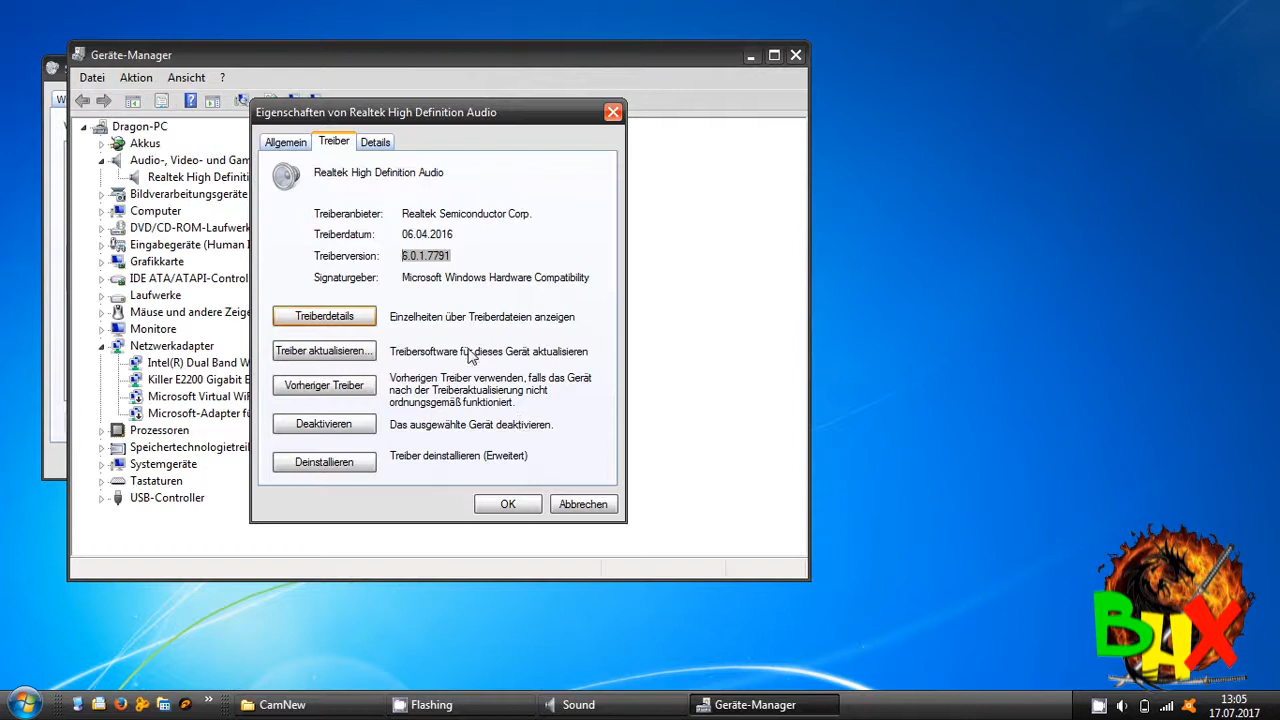 Geräte-Manager
Datei Aktion Ansicht ?
Dragon-PC
Akkus
Audio-, Video- und Gam
Realtek High Definiti
Bildverarbeitungsgeräte
Computer
DVD/CD-ROM-Laufwe
Eingabegeräte (Human I
Grafikkarte
IDE ATA/ATAPI-Control
Laufwerke
Mäuse und andere Zeige
Monitore
Netzwerkadapter
Intel(R) Dual Band W
Killer E2200 Gigabit E
Microsoft Virtual WiF
Microsoft-Adapter fü
Prozessoren
Speichertechnologietreil
Systemgeräte
Tastaturen
USB-Controller
Eigenschaften von Realtek High Definition Audio
Allgemein Treiber Details
Realtek High Definition Audio
Treiberanbieter: Realtek Semiconductor Corp.
Treiberdatum: 06.04.2016
Treiberversion: 6.0.1.7791
Signaturgeber: Microsoft Windows Hardware Compatibility
Treiberdetails Einzelheiten über Treiberdateien anzeigen
Treiber aktualisieren... Treibersoftware für dieses Gerät aktualisieren
Vorheriger Treiber Vorherigen Treiber verwenden, falls das Gerät
nach der Treiberaktualisierung nicht
ordnungsgemäß funktioniert.
Deaktivieren Das ausgewählte Gerät deaktivieren.
Deinstallieren Treiber deinstallieren (Erweitert)
OK Abbrechen
BHX
» CamNew Flashing Sound Geräte-Manager
13:05
17.07.2017